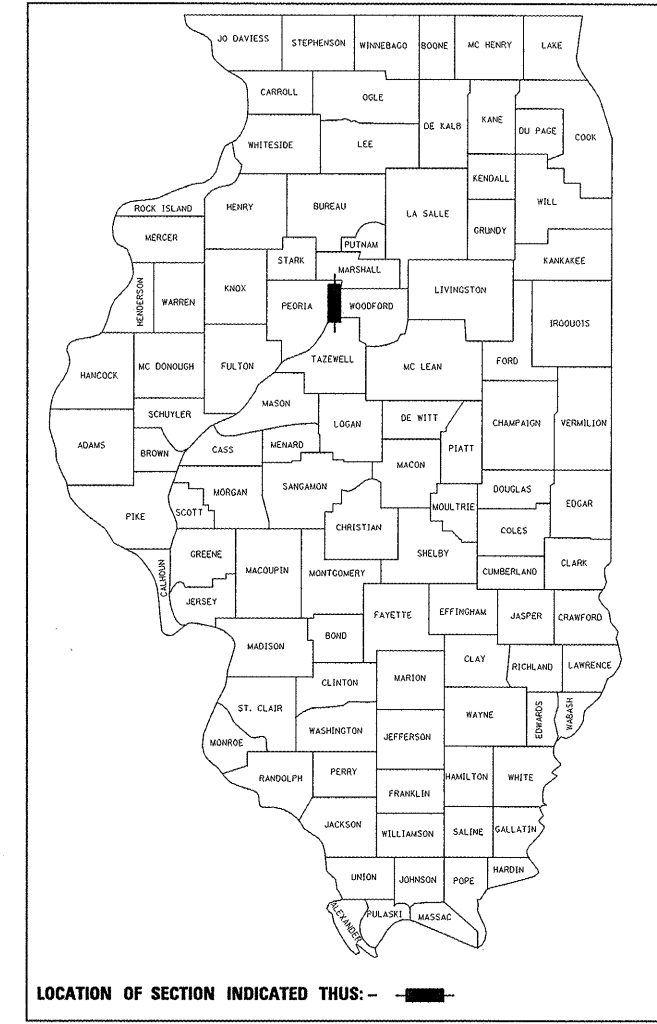 JO DAVIESS STEPHENSON WINNEBAGO BOONE MC HENRY LAKE
CARROLL OGLE
DE KALB KANE DU PAGE COOK
WHITESIDE LEE
KENDALL
ROCK ISLAND HENRY BUREAU LA SALLE WILL
MERCER PUTNAM GRUNDY
STARK MARSHALL KANKAKEE
HENDERSON WARREN KNOX PEORIA WOODFORD LIVINGSTON IROQUOIS
HANCOCK MC DONOUGH FULTON TAZEWELL MC LEAN FORD
SCHUYLER MASON
ADAMS BROWN CASS MENARD LOGAN DE WITT PIATT CHAMPAIGN VERMILION
MACON
PIKE SCOTT MORGAN SANGAMON CHRISTIAN MOULTRIE DOUGLAS EDGAR
COLES
CALHOUN GREENE MACOUPIN MONTGOMERY SHELBY CUMBERLAND CLARK
JERSEY
MADISON BOND FAYETTE EFFINGHAM JASPER CRAWFORD
CLINTON MARION CLAY RICHLAND LAWRENCE
ST. CLAIR WASHINGTON WAYNE EDWARDS WABASH
MONROE JEFFERSON
RANDOLPH PERRY HAMILTON WHITE
FRANKLIN
JACKSON WILLIAMSON SALINE GALLATIN
UNION JOHNSON POPE HARDIN
ALEXANDER PULASKI MASSAC
LOCATION OF SECTION INDICATED THUS: -